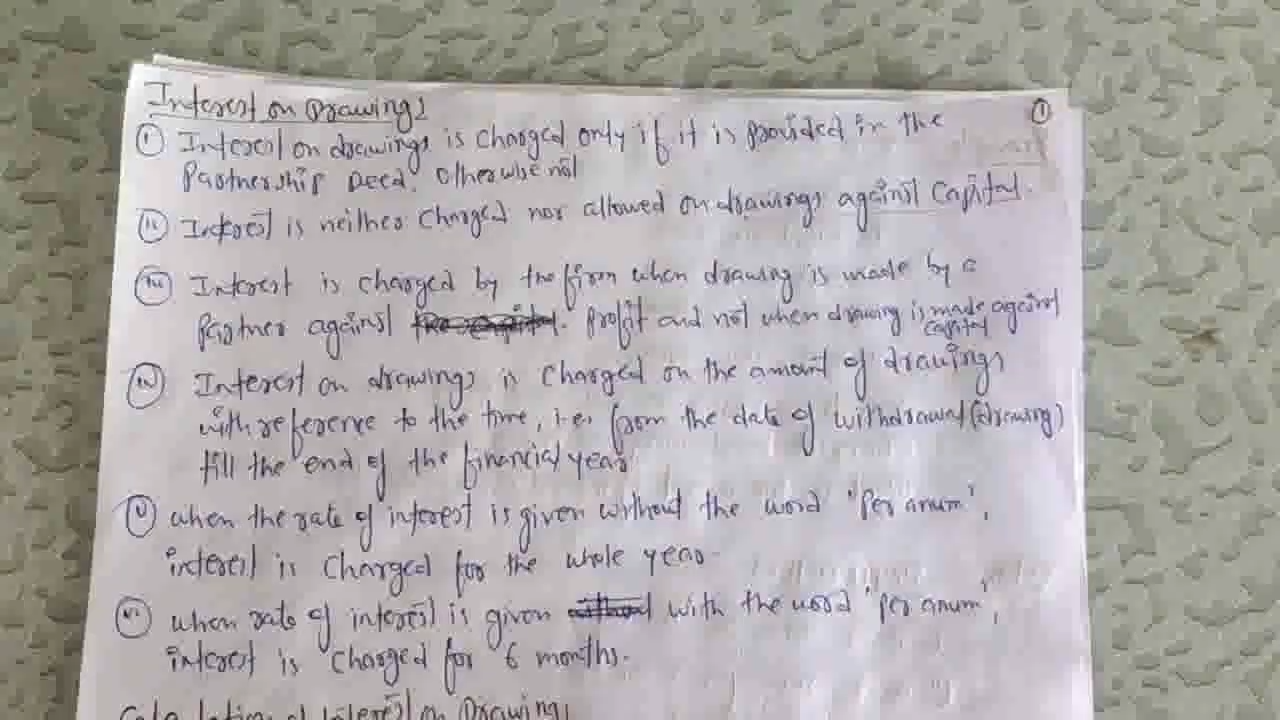 Interest on Drawings
①
(i) Interest on drawings is charged only if it is provided in the
Partnership Deed. Otherwise not
(ii) Interest is neither charged nor allowed on drawings against Capital.
(iii) Interest is charged by the firm when drawing is made by a
Partner against Profit and not when drawing is made against
capital
(iv) Interest on drawings is charged on the amount of drawings
with reference to the time, i.e. from the date of withdrawal (drawing)
till the end of the financial year
(v) when the rate of interest is given without the word 'Per anum',
interest is charged for the whole year.
(vi) when rate of interest is given with the word 'per anum',
interest is charged for 6 months.
Calculation of Interest on Drawings